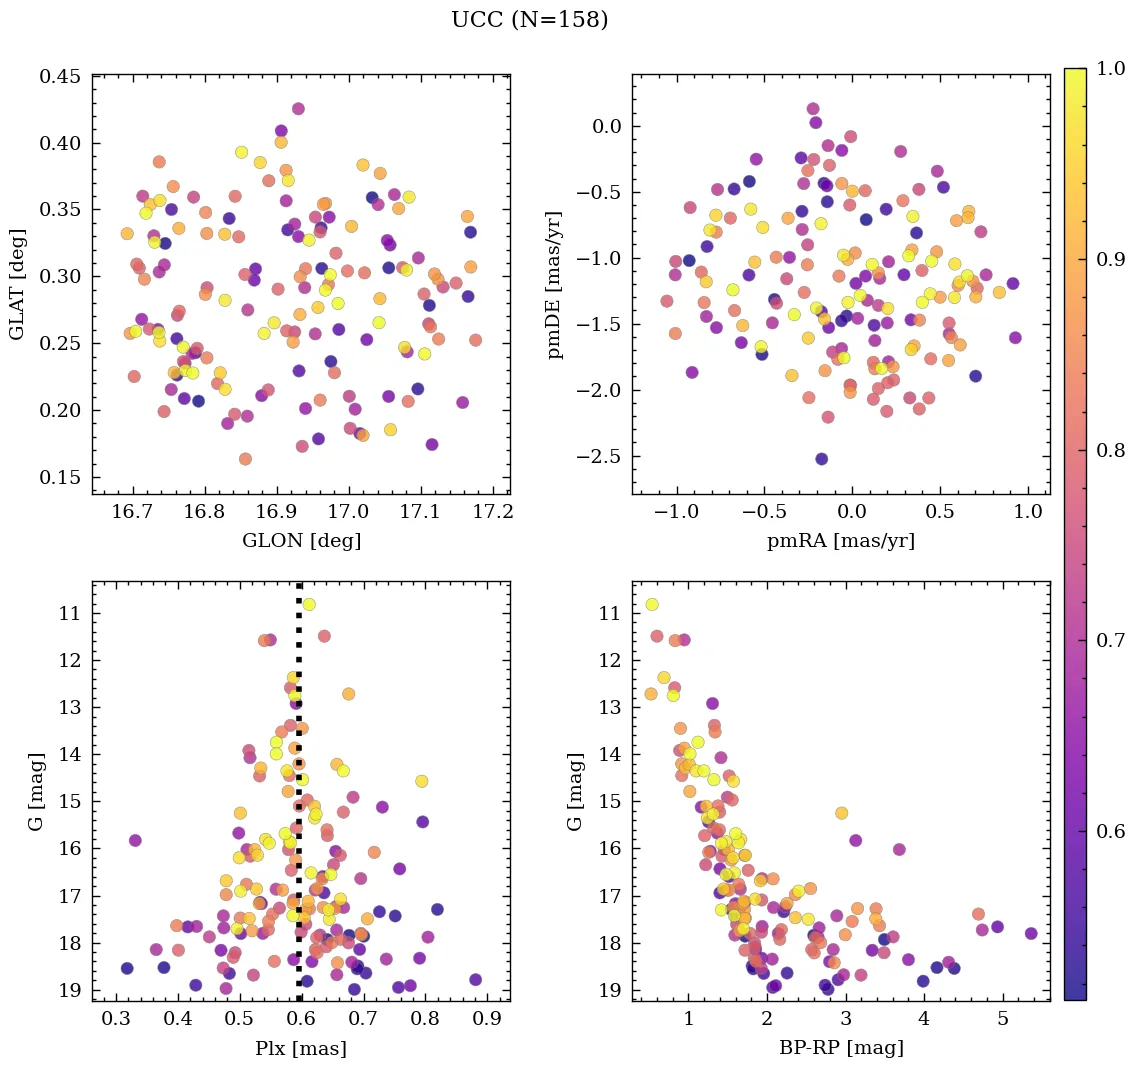 UCC (N=158)
0.45
0.40
0.35
0.30
0.25
0.20
0.15
GLAT [deg]
16.7 16.8 16.9 17.0 17.1 17.2
GLON [deg]
0.0
−0.5
−1.0
−1.5
−2.0
−2.5
pmDE [mas/yr]
−1.0 −0.5 0.0 0.5 1.0
pmRA [mas/yr]
1.0
0.9
0.8
0.7
0.6
11
12
13
14
15
16
17
18
19
G [mag]
0.3 0.4 0.5 0.6 0.7 0.8 0.9
Plx [mas]
11
12
13
14
15
16
17
18
19
G [mag]
1 2 3 4 5
BP-RP [mag]